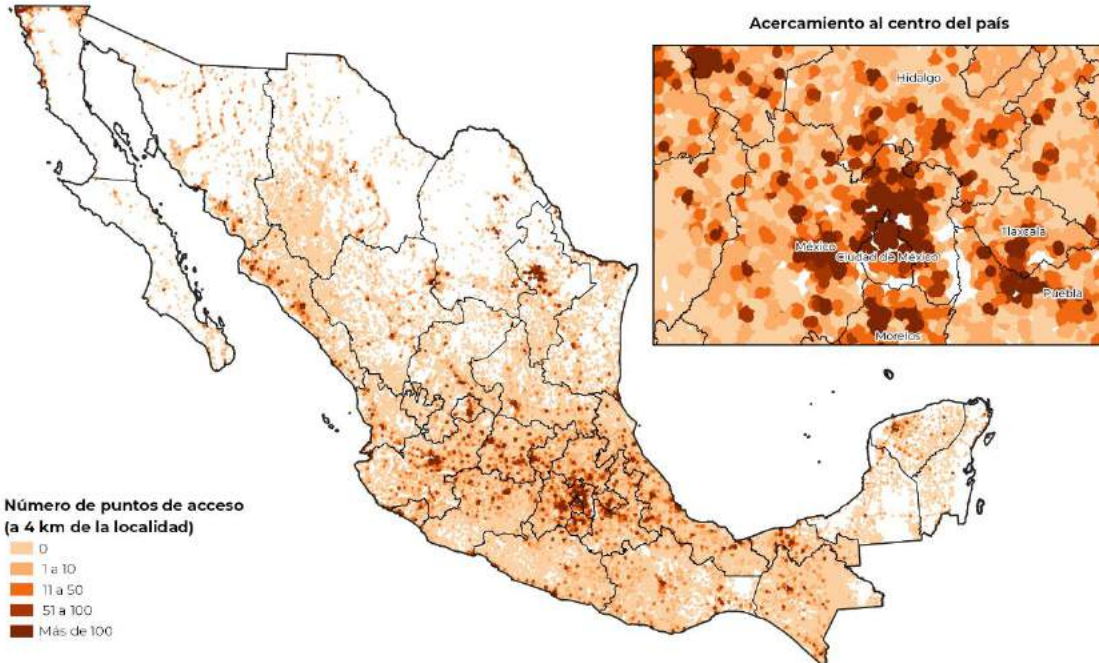 Acercamiento al centro del país
Hidalgo
Tlaxcala
México
Ciudad de México
Puebla
Morelos
Número de puntos de acceso
(a 4 km de la localidad)
0
1 a 10
11 a 50
51 a 100
Más de 100